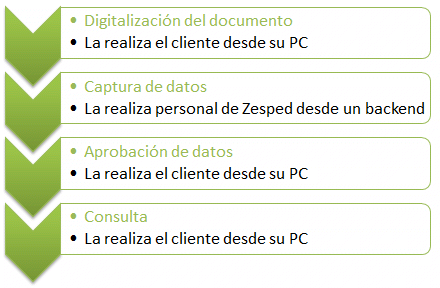 • Digitalización del documento
• La realiza el cliente desde su PC
• Captura de datos
• La realiza personal de Zesped desde un backend
• Aprobación de datos
• La realiza el cliente desde su PC
• Consulta
• La realiza el cliente desde su PC